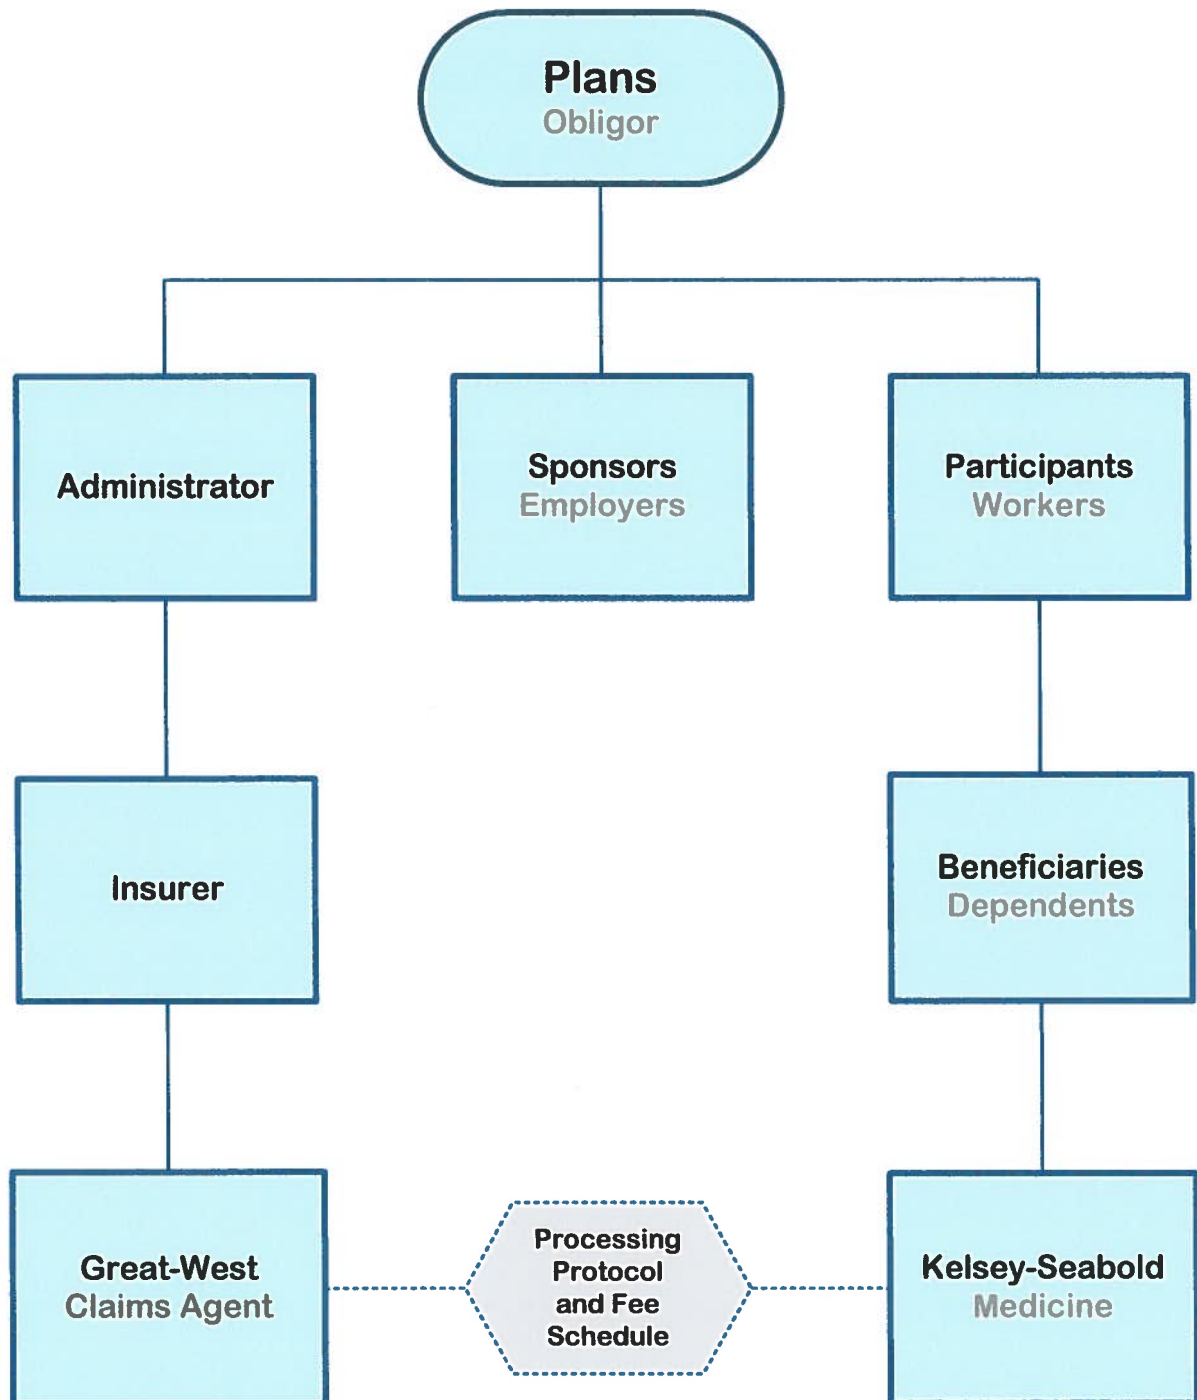 Plans
Obligor
Administrator
Sponsors
Employers
Participants
Workers
Insurer
Beneficiaries
Dependents
Great-West
Claims Agent
Processing
Protocol
and Fee
Schedule
Kelsey-Seabold
Medicine